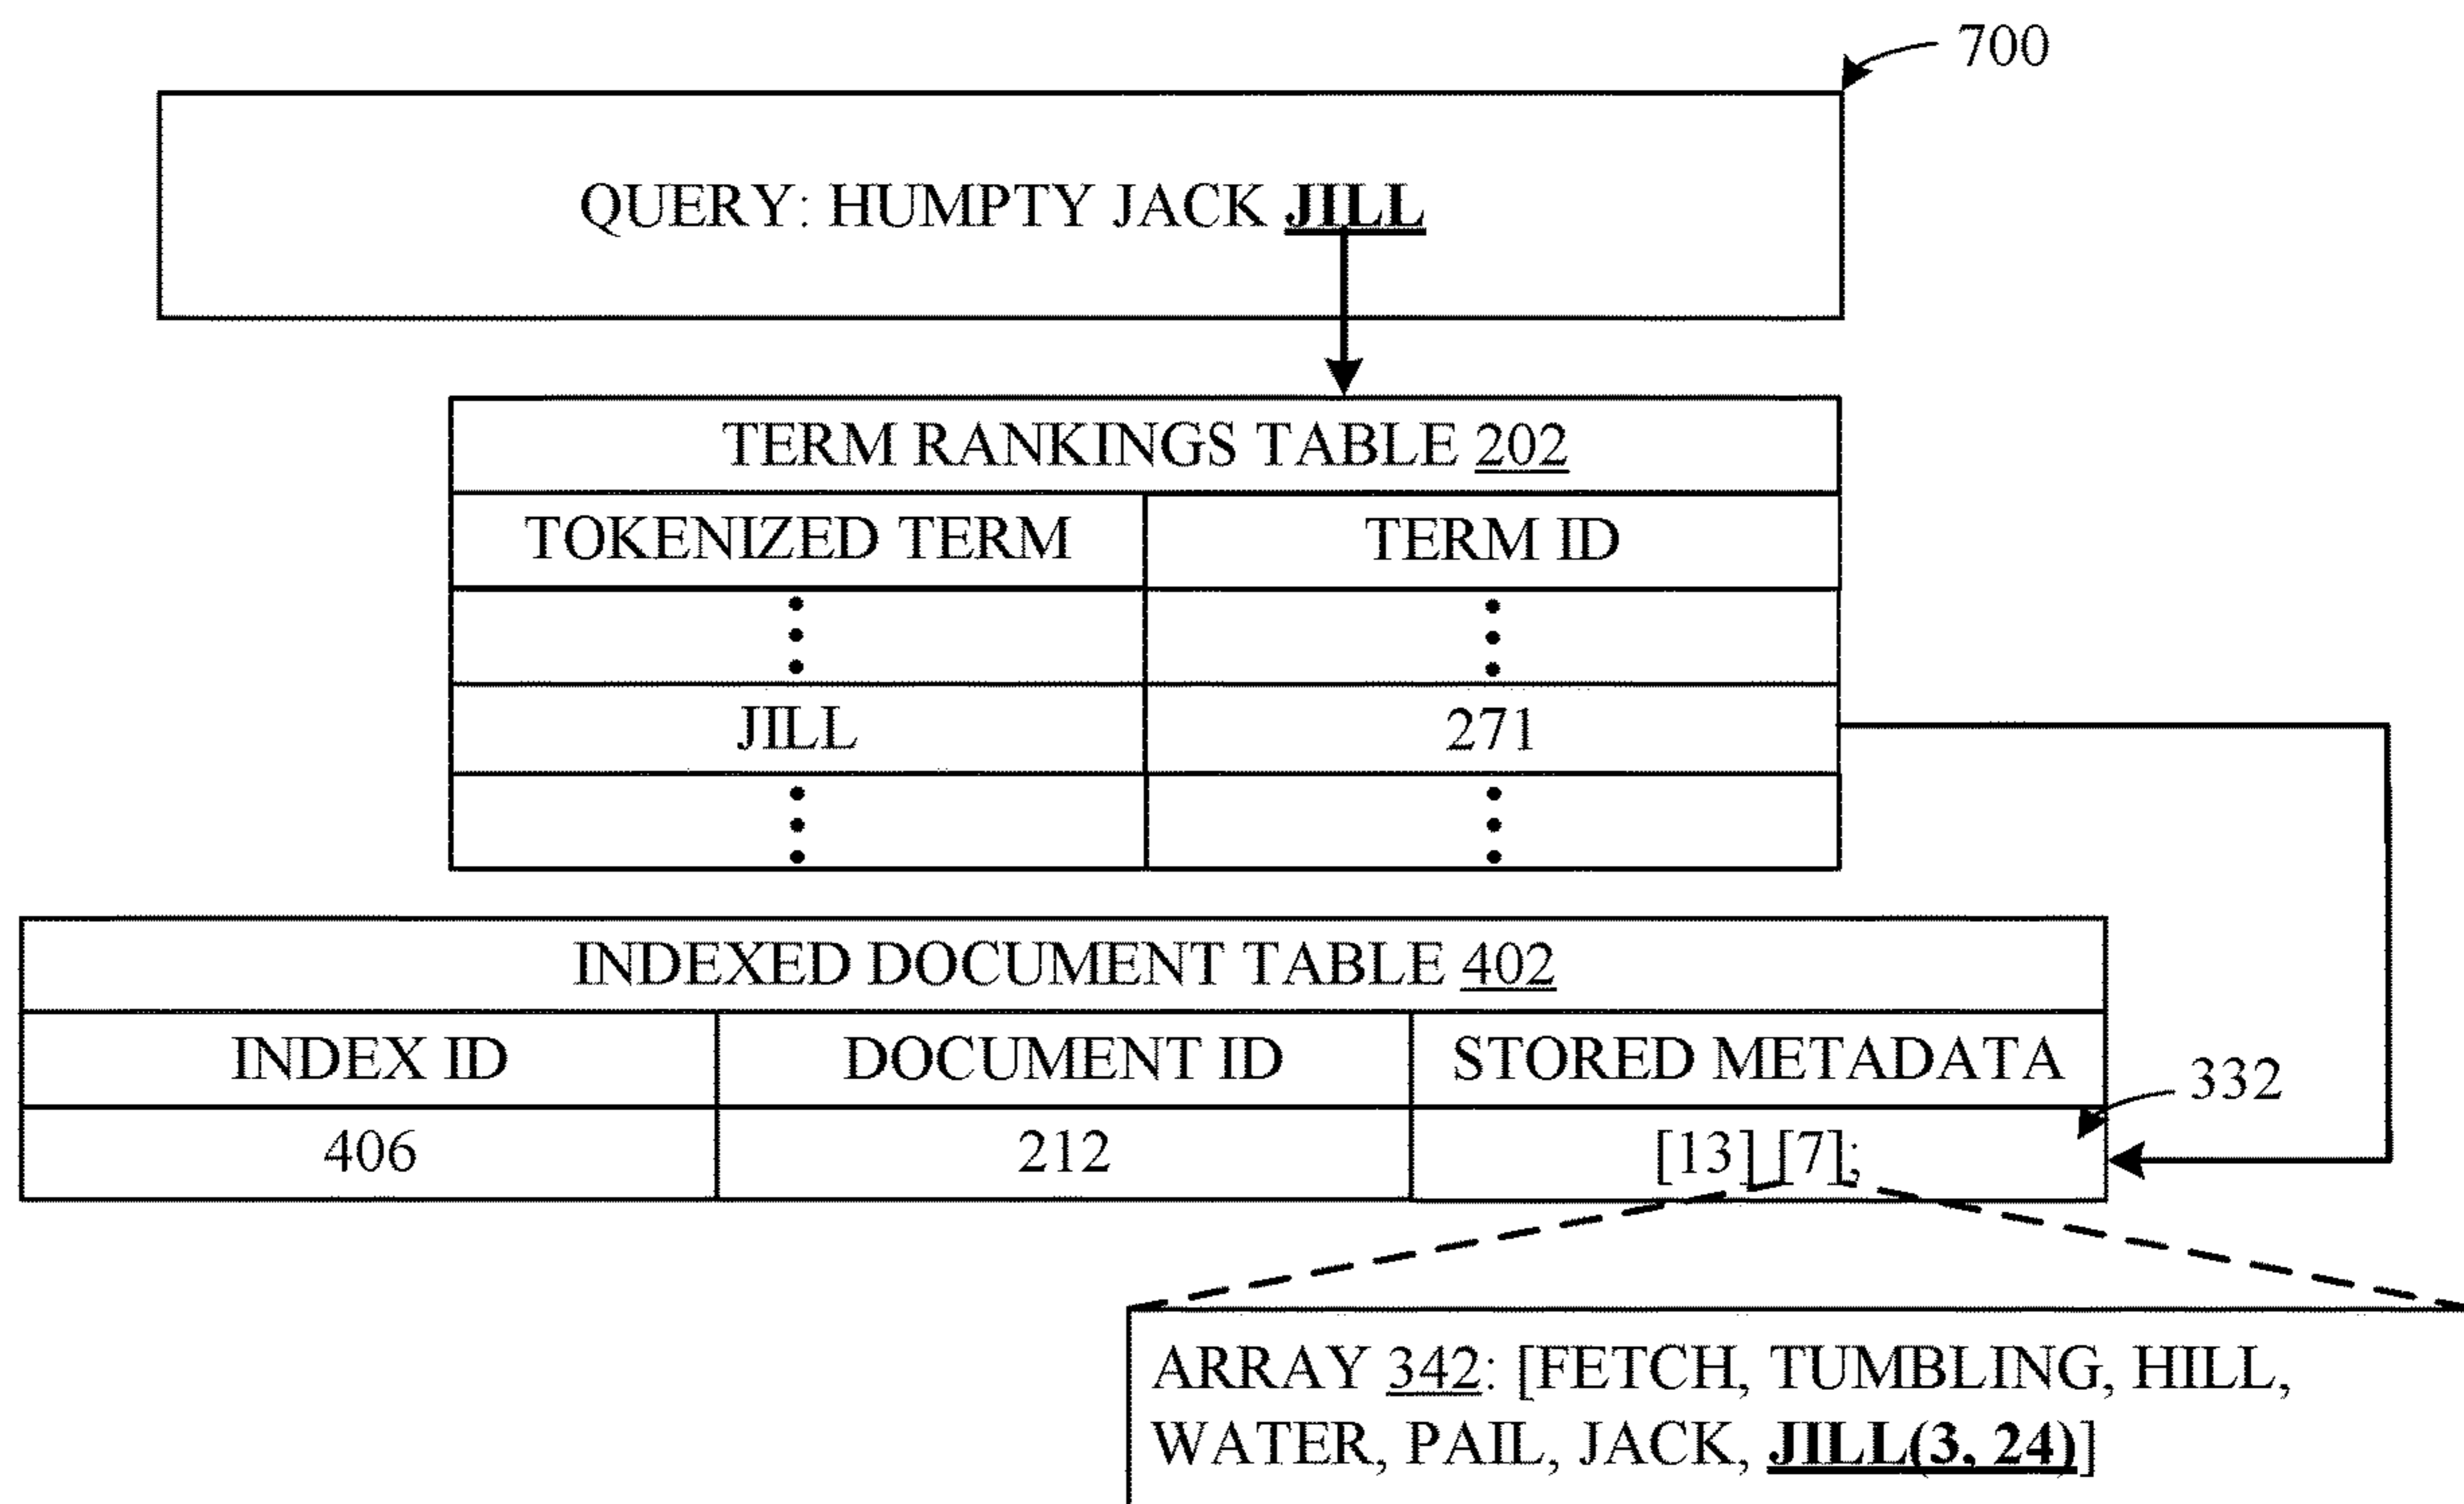 700
QUERY: HUMPTY JACK JILL
TERM RANKINGS TABLE 202
TOKENIZED TERM TERM ID
JILL 271
INDEXED DOCUMENT TABLE 402
INDEX ID DOCUMENT ID STORED METADATA
332
406 212 [13] [7];
ARRAY 342: [FETCH, TUMBLING, HILL,
WATER, PAIL, JACK, JILL(3, 24)]